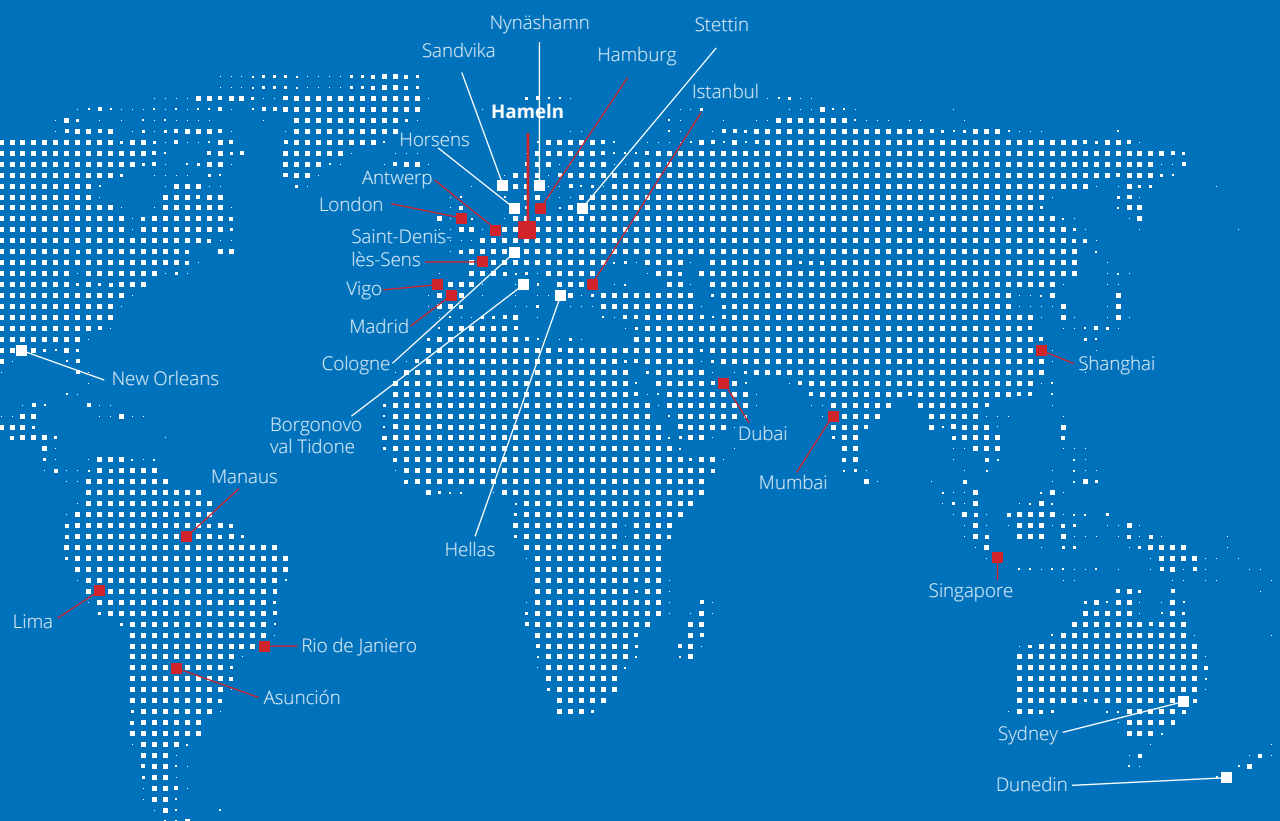 Nynäshamn
Stettin
Sandvika
Hamburg
Istanbul
Hameln
Horsens
Antwerp
London
Saint-Denis-
lès-Sens
Vigo
Madrid
Cologne
Shanghai
New Orleans
Borgonovo
val Tidone
Dubai
Manaus
Mumbai
Hellas
Singapore
Lima
Rio de Janiero
Asunción
Sydney
Dunedin